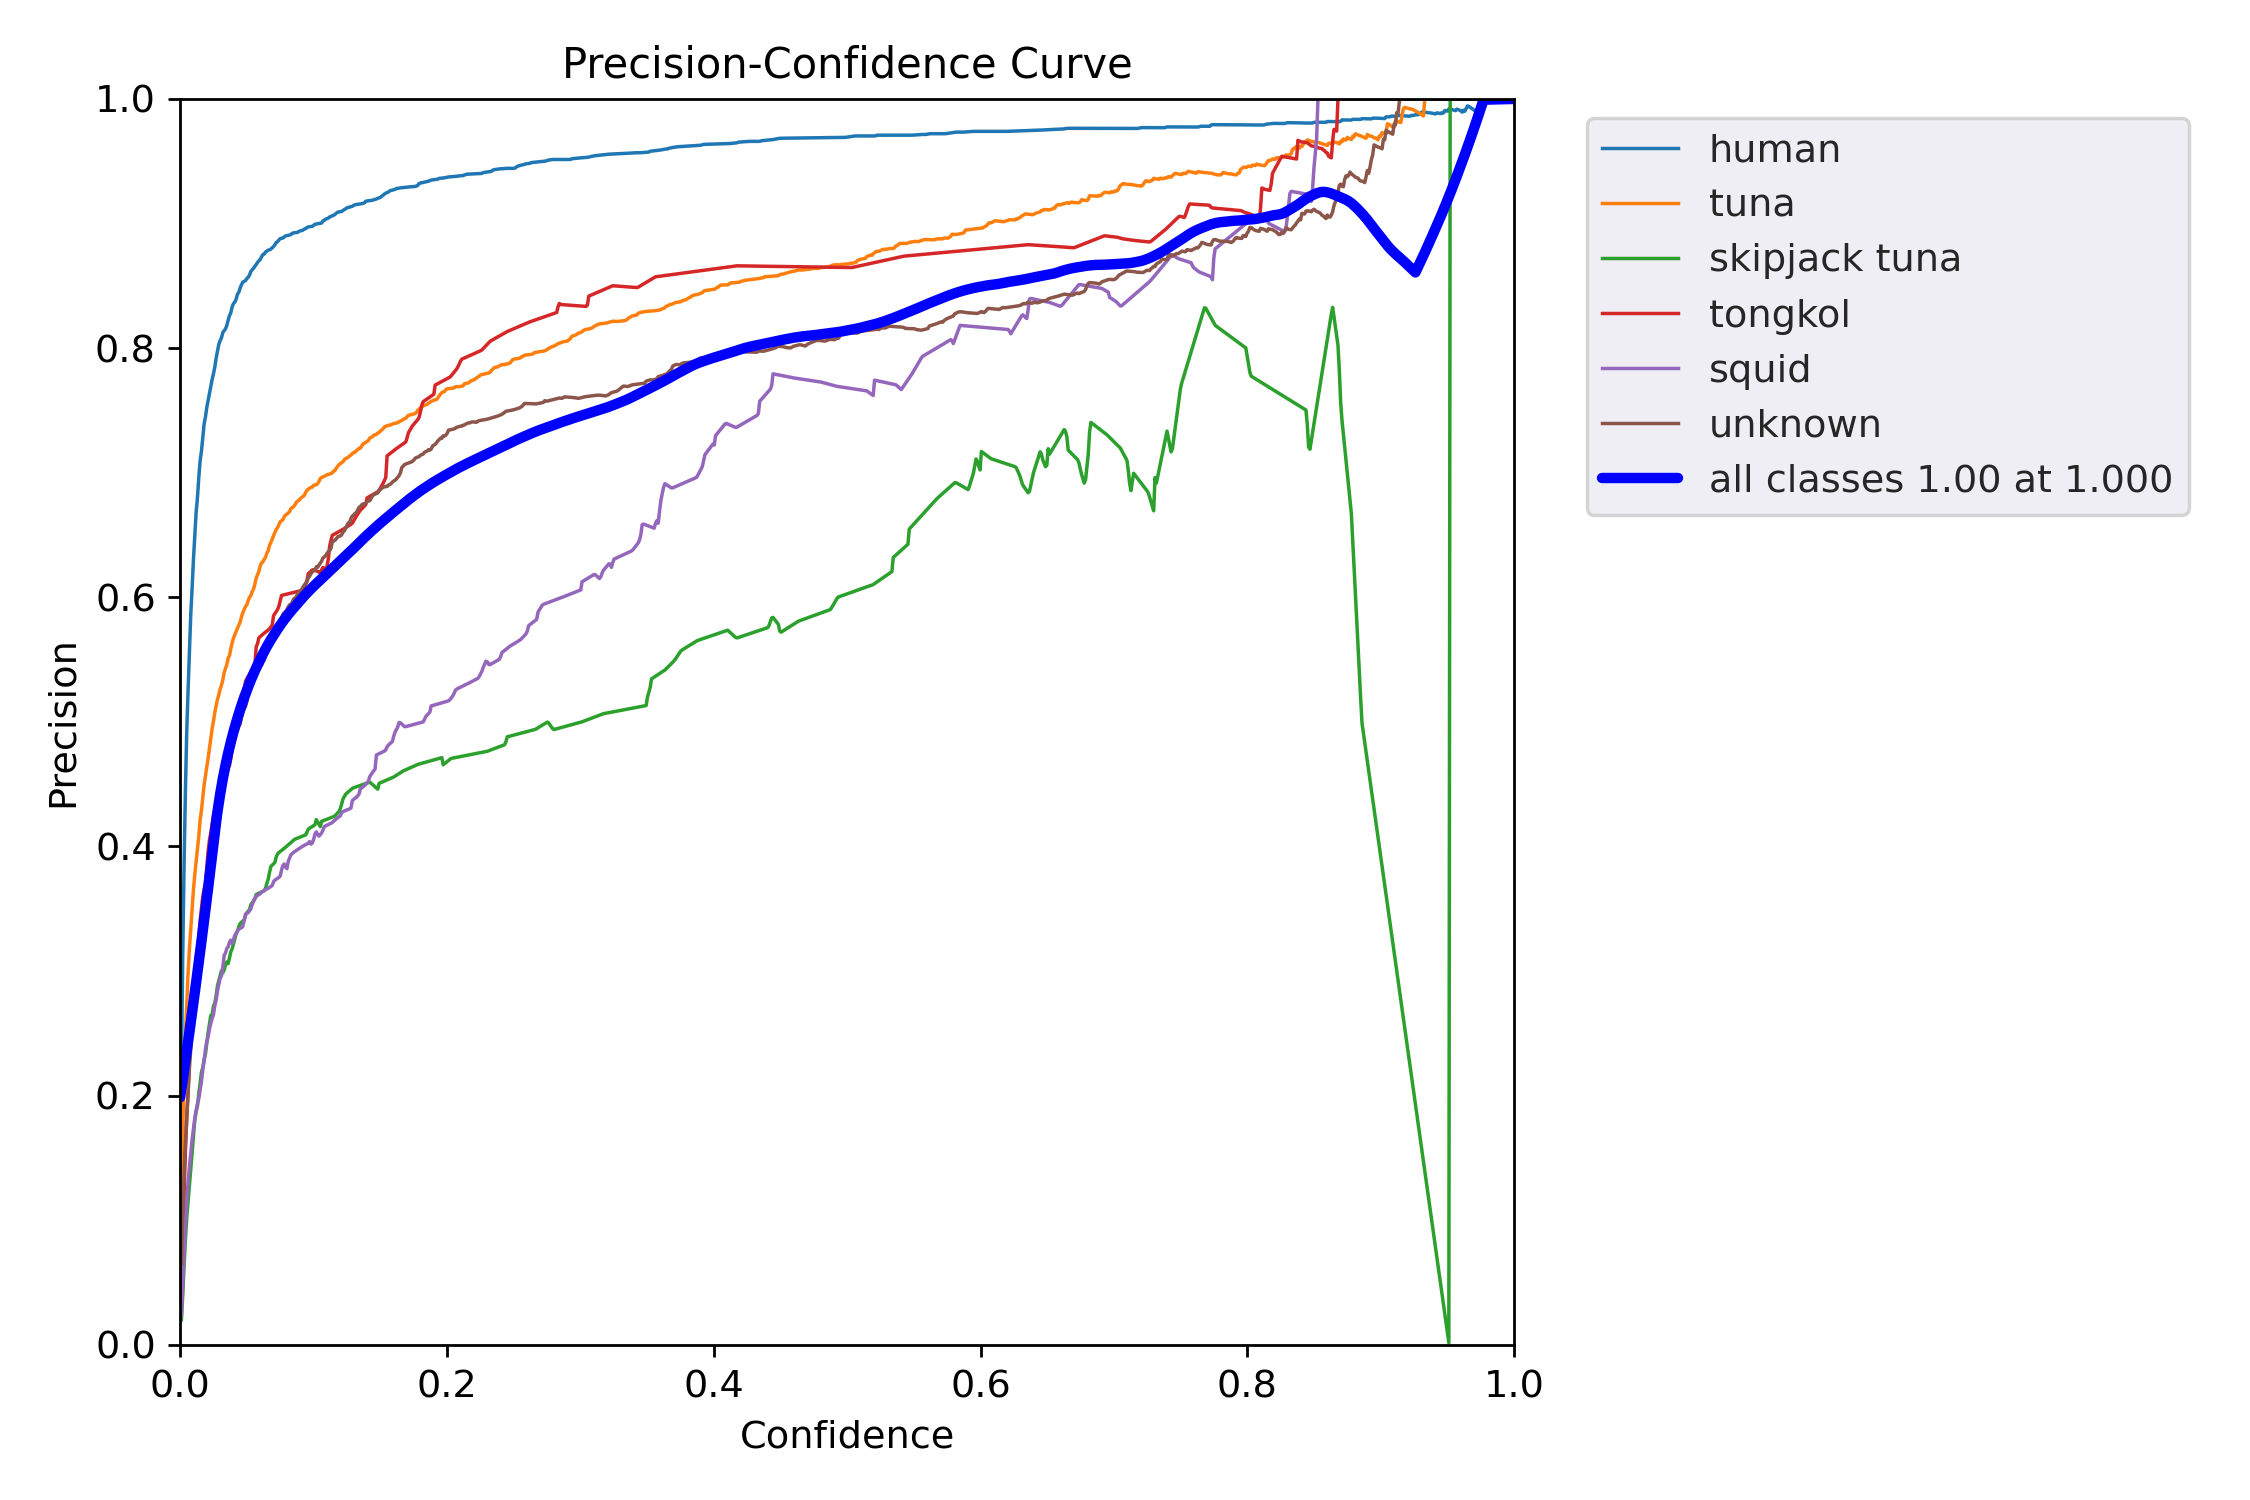 Precision-Confidence Curve
1.0
0.8
0.6
0.4
0.2
0.0
Precision
0.0 0.2 0.4 0.6 0.8 1.0
Confidence
human
tuna
skipjack tuna
tongkol
squid
unknown
all classes 1.00 at 1.000